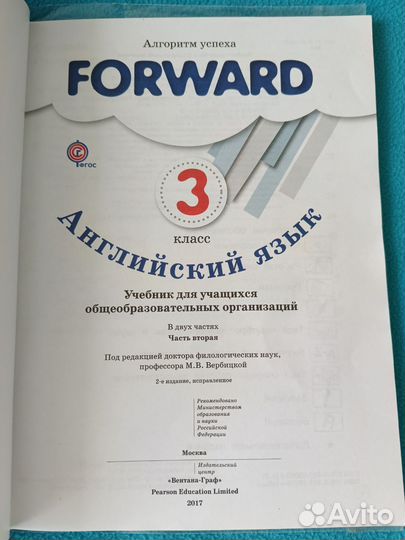 Алгоритм успеха
FORWARD
ФГОС
3
класс
Английский язык
Учебник для учащихся
общеобразовательных организаций
В двух частях
Часть вторая
Под редакцией доктора филологических наук,
профессора М.В. Вербицкой
2-е издание, исправленное
Рекомендовано
Министерством
образования
и науки
Российской
Федерации
Москва
Издательский
центр
«Вентана-Граф»
Pearson Education Limited
2017
Avito